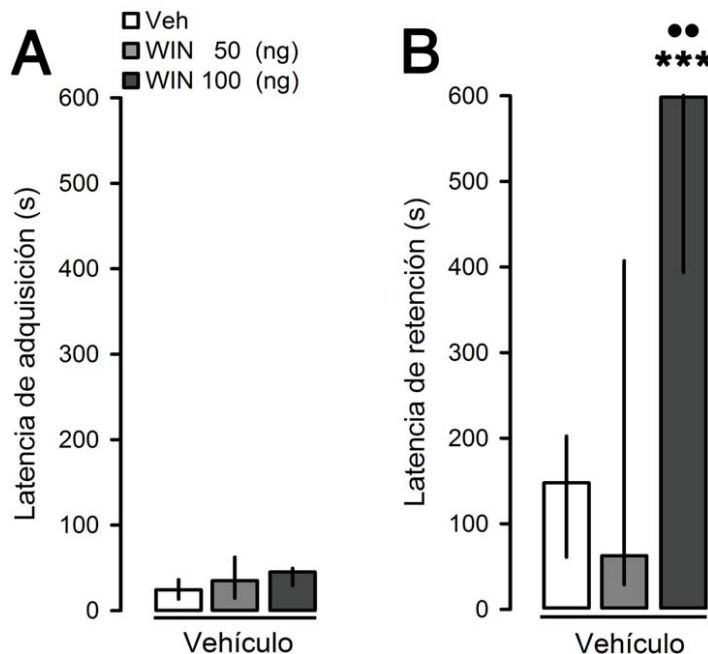 A
Veh
WIN 50 (ng)
WIN 100 (ng)
Latencia de adquisición (s)
600
500
400
300
200
100
0
Vehículo
B
••
***
Latencia de retención (s)
600
500
400
300
200
100
0
Vehículo